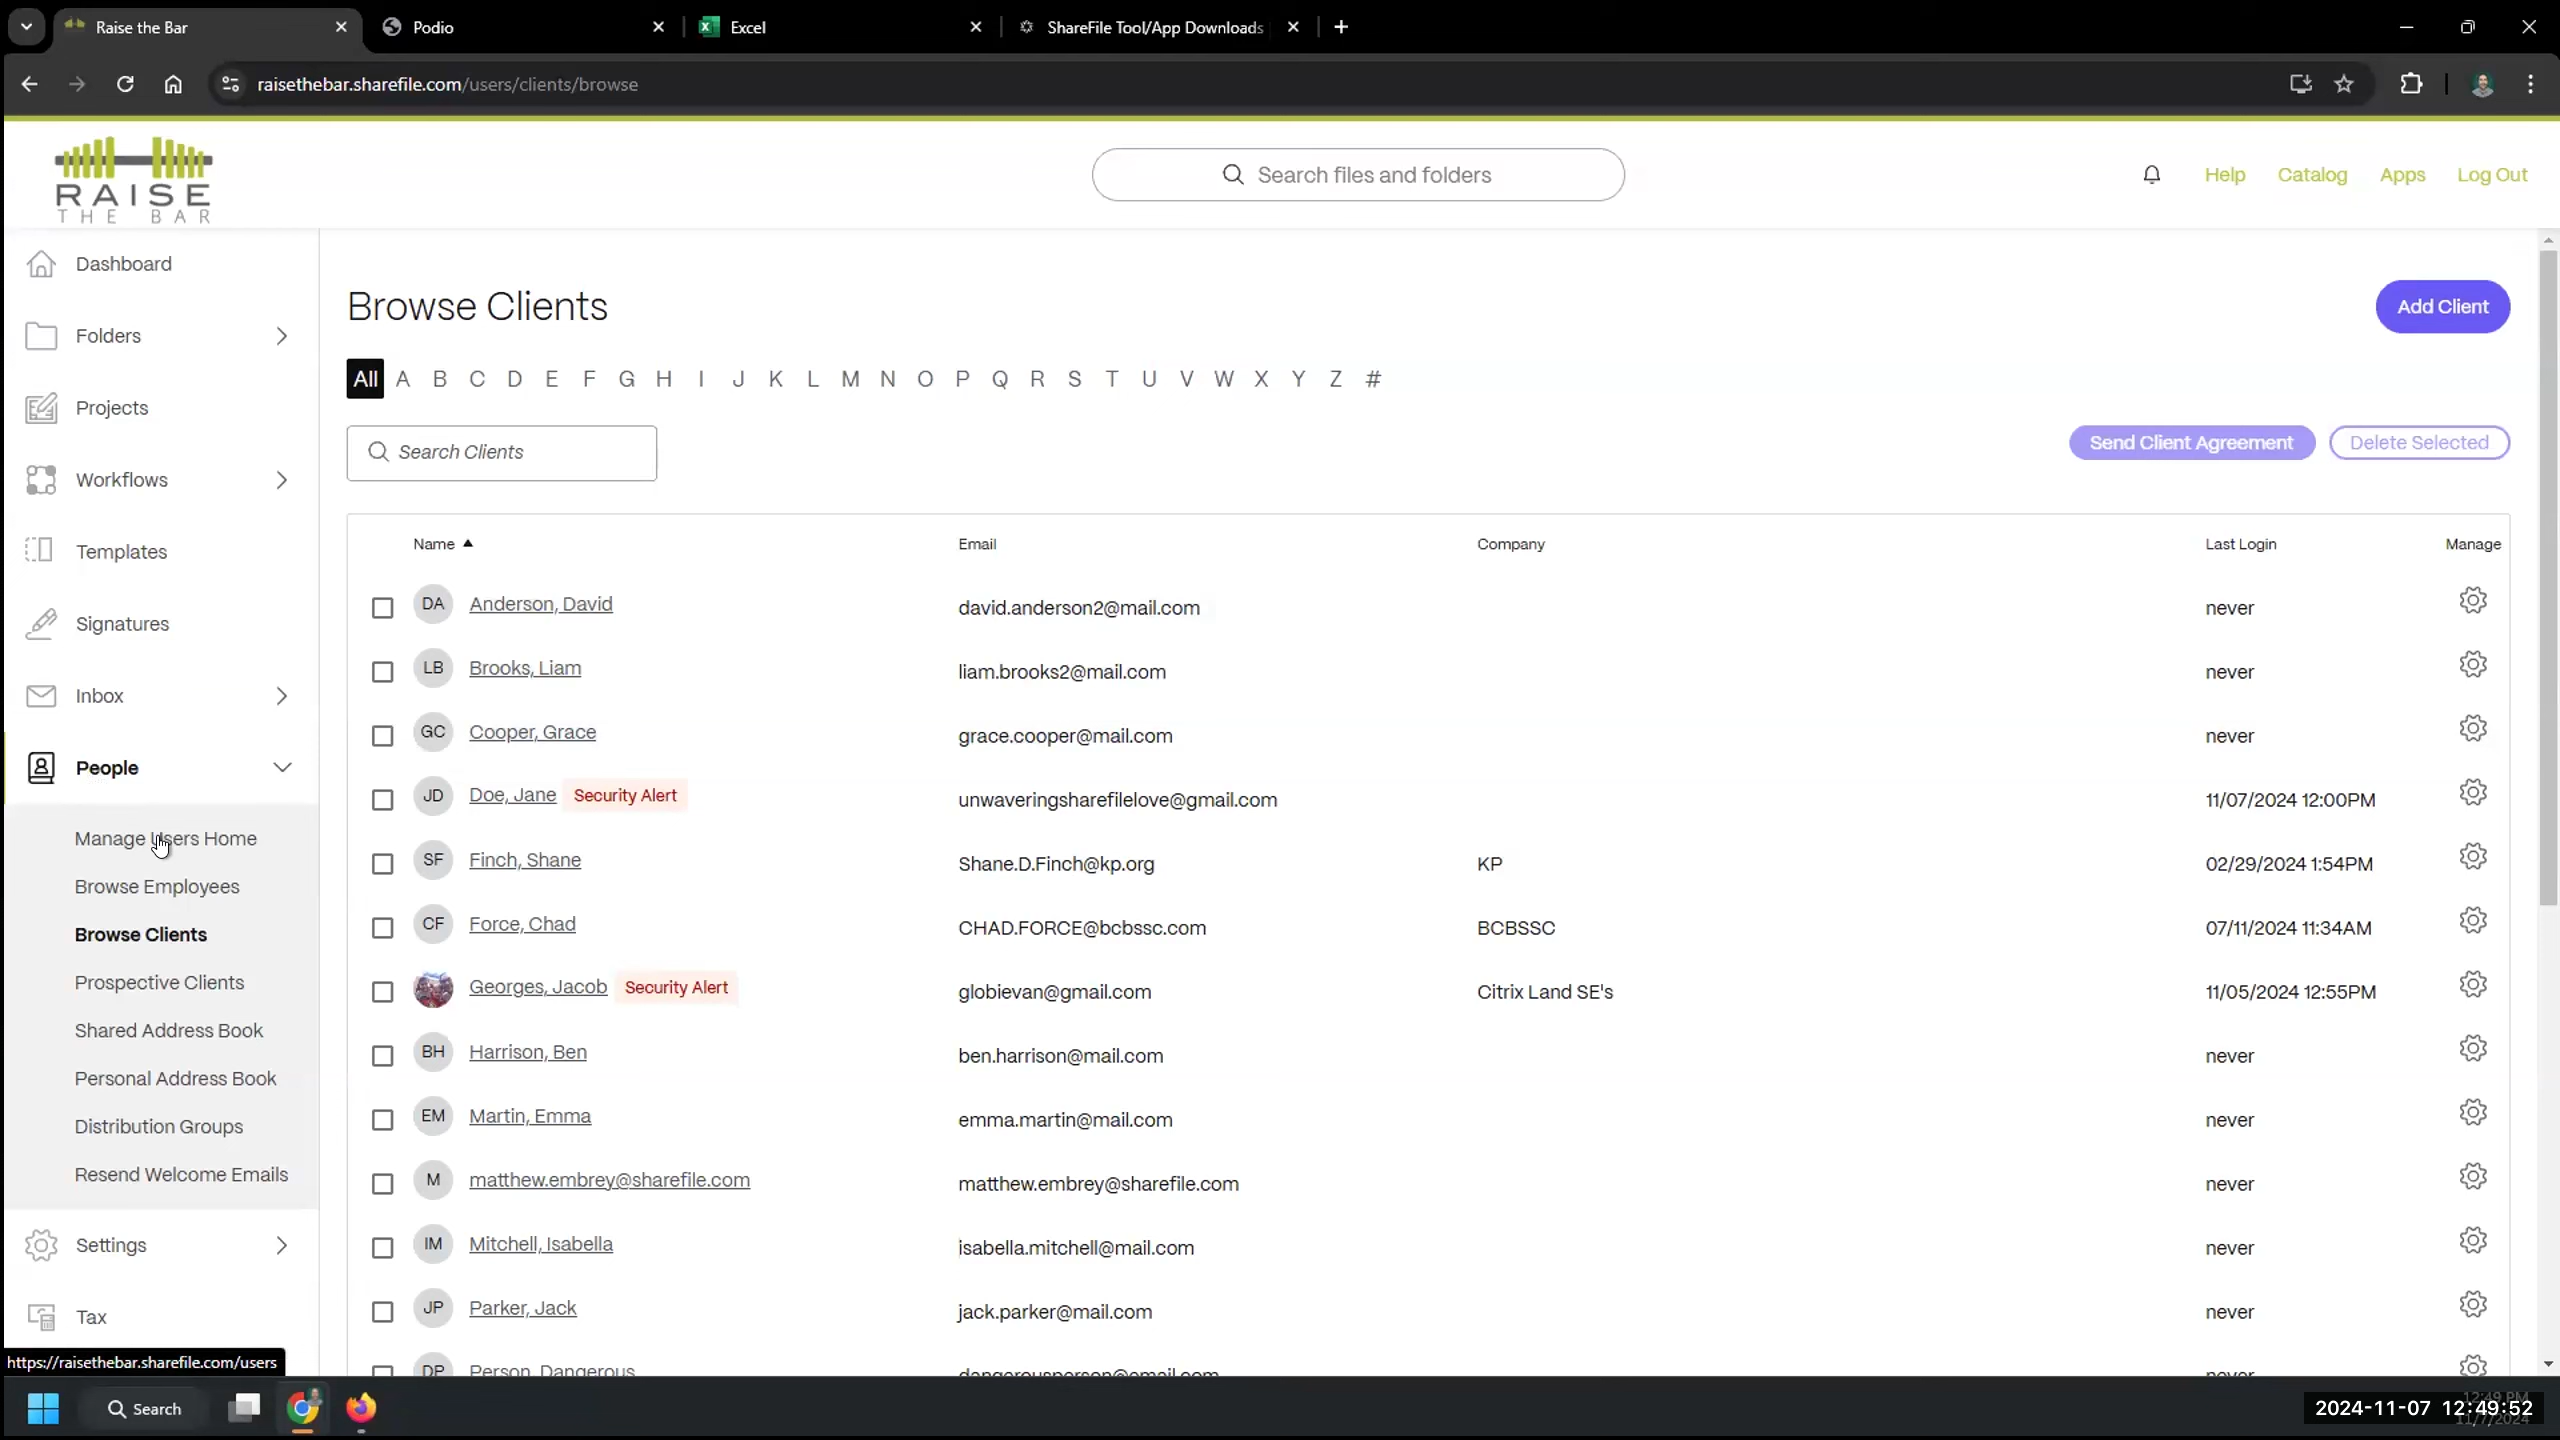 Raise the Bar
Podio
Excel
ShareFile Tool/App Downloads
raisethebar.sharefile.com/users/clients/browse
RAISE
THE BAR
Search files and folders
Help
Catalog
Apps
Log Out
Dashboard
Folders
Projects
Workflows
Templates
Signatures
Inbox
People
Manage Users Home
Browse Employees
Browse Clients
Prospective Clients
Shared Address Book
Personal Address Book
Distribution Groups
Resend Welcome Emails
Settings
Tax
https://raisethebar.sharefile.com/users
Browse Clients
Add Client
All A B C D E F G H I J K L M N O P Q R S T U V W X Y Z #
Search Clients
Send Client Agreement
Delete Selected
Name Email Company Last Login Manage
DA Anderson, David david.anderson2@mail.com never
LB Brooks, Liam liam.brooks2@mail.com never
GC Cooper, Grace grace.cooper@mail.com never
JD Doe, Jane Security Alert unwaveringsharefilelove@gmail.com 11/07/2024 12:00PM
SF Finch, Shane Shane.D.Finch@kp.org KP 02/29/2024 1:54PM
CF Force, Chad CHAD.FORCE@bcbssc.com BCBSSC 07/11/2024 11:34AM
Georges, Jacob Security Alert globievan@gmail.com Citrix Land SE's 11/05/2024 12:55PM
BH Harrison, Ben ben.harrison@mail.com never
EM Martin, Emma emma.martin@mail.com never
M matthew.embrey@sharefile.com matthew.embrey@sharefile.com never
IM Mitchell, Isabella isabella.mitchell@mail.com never
JP Parker, Jack jack.parker@mail.com never
DP Person, Dangerous never
Search
12:49 PM
2024-11-07 12:49:52
11/7/2024